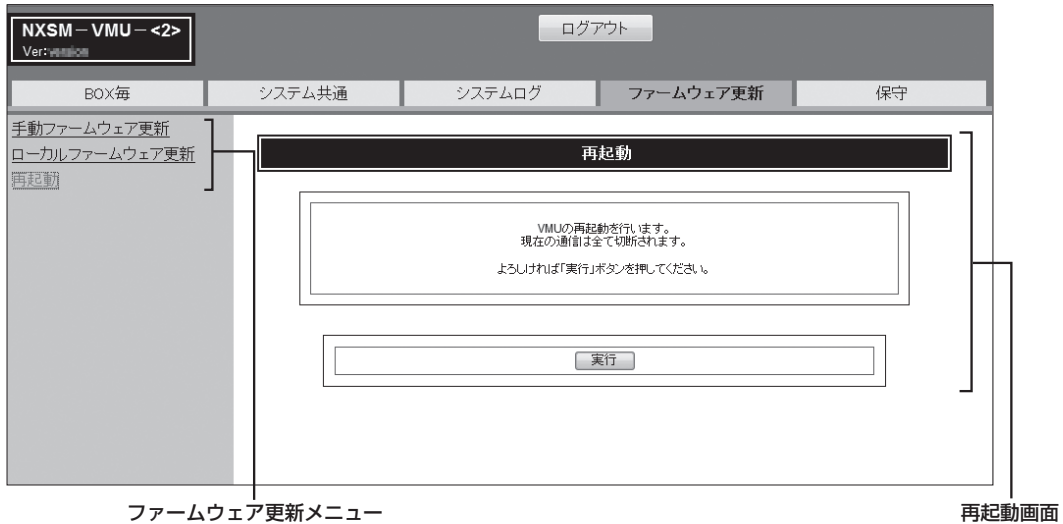 NXSM－VMU－<2>
Ver:
ログアウト
BOX毎
システム共通
システムログ
ファームウェア更新
保守
手動ファームウェア更新
ローカルファームウェア更新
再起動
再起動
VMUの再起動を行います。
現在の通信は全て切断されます。
よろしければ「実行」ボタンを押してください。
実行
ファームウェア更新メニュー
再起動画面